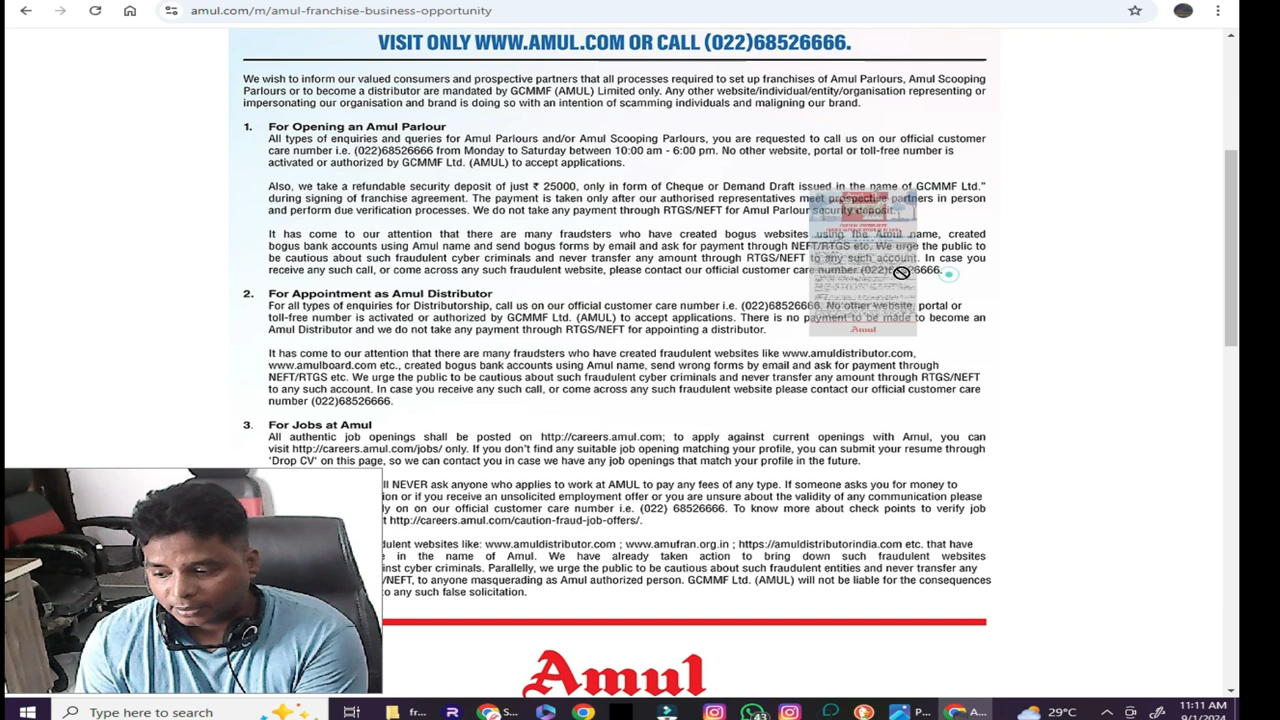 amul.com/m/amul-franchise-business-opportunity
VISIT ONLY WWW.AMUL.COM OR CALL (022)68526666.
We wish to inform our valued consumers and prospective partners that all processes required to set up franchises of Amul Parlours, Amul Scooping
Parlours or to become a distributor are mandated by GCMMF (AMUL) Limited only. Any other website/individual/entity/organisation representing or
impersonating our organisation and brand is doing so with an intention of scamming individuals and maligning our brand.
1. For Opening an Amul Parlour
All types of enquiries and queries for Amul Parlours and/or Amul Scooping Parlours, you are requested to call us on our official customer
care number i.e. (022)68526666 from Monday to Saturday between 10:00 am - 6:00 pm. No other website, portal or toll-free number is
activated or authorized by GCMMF Ltd. (AMUL) to accept applications.
Also, we take a refundable security deposit of just ₹ 25000, only in form of Cheque or Demand Draft issued in the name of GCMMF Ltd."
during signing of franchise agreement. The payment is taken only after our authorised representatives meet prospective partners in person
and perform due verification processes. We do not take any payment through RTGS/NEFT for Amul Parlour security deposit.
It has come to our attention that there are many fraudsters who have created bogus websites using the Amul name, created
bogus bank accounts using Amul name and send bogus forms by email and ask for payment through NEFT/RTGS etc. We urge the public to
be cautious about such fraudulent cyber criminals and never transfer any amount through RTGS/NEFT to any such account. In case you
receive any such call, or come across any such fraudulent website, please contact our official customer care number
2. For Appointment as Amul Distributor
For all types of enquiries for Distributorship, call us on our official customer care number i.e. (022)68526666. No other website, portal or
toll-free number is activated or authorized by GCMMF Ltd. (AMUL) to accept applications. There is no payment to be made to become an
Amul Distributor and we do not take any payment through RTGS/NEFT for appointing a distributor.
It has come to our attention that there are many fraudsters who have created fraudulent websites like www.amuldistributor.com,
www.amulboard.com etc., created bogus bank accounts using Amul name, send wrong forms by email and ask for payment through
NEFT/RTGS etc. We urge the public to be cautious about such fraudulent cyber criminals and never transfer any amount through RTGS/NEFT
to any such account. In case you receive any such call, or come across any such fraudulent website please contact our official customer care
number (022)68526666.
3. For Jobs at Amul
All authentic job openings shall be posted on http://careers.amul.com; to apply against current openings with Amul, you can
visit http://careers.amul.com/jobs/ only. If you don't find any suitable job opening matching your profile, you can submit your resume through
'Drop CV' on this page, so we can contact you in case we have any job openings that match your profile in the future.
ll NEVER ask anyone who applies to work at AMUL to pay any fees of any type. If someone asks you for money to
ion or if you receive an unsolicited employment offer or you are unsure about the validity of any communication please
ly on on our official customer care number i.e. (022) 68526666. To know more about check points to verify job
t http://careers.amul.com/caution-fraud-job-offers/.
dulent websites like: www.amuldistributor.com ; www.amufran.org.in ; https://amuldistributorindia.com etc. that have
e in the name of Amul. We have already taken action to bring down such fraudulent websites
inst cyber criminals. Parallelly, we urge the public to be cautious about such fraudulent entities and never transfer any
/NEFT, to anyone masquerading as Amul authorized person. GCMMF Ltd. (AMUL) will not be liable for the consequences
to any such false solicitation.
Amul
Type here to search
fr...
S...
43
P...
A...
29°C
11:11 AM